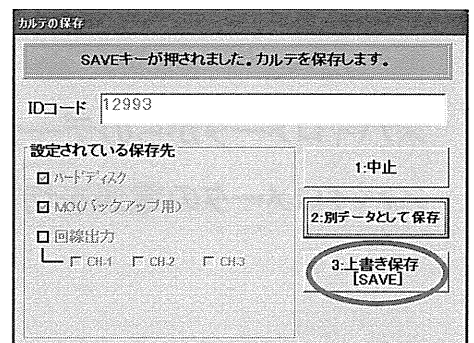 カルテの保存
SAVEキーが押されました。カルテを保存します。
IDコード 12993
設定されている保存先
ハードディスク
MO(バックアップ用)
回線出力
CH-1 CH-2 CH-3
1:中止
2:別データとして保存
3:上書き保存
[SAVE]